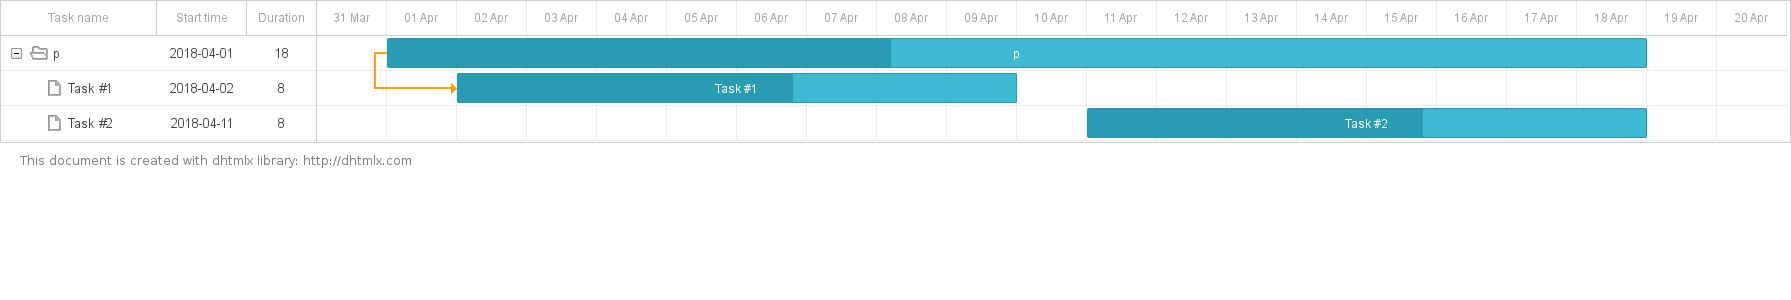 Task name Start time Duration 31 Mar 01 Apr 02 Apr 03 Apr 04 Apr 05 Apr 06 Apr 07 Apr 08 Apr 09 Apr 10 Apr 11 Apr 12 Apr 13 Apr 14 Apr 15 Apr 16 Apr 17 Apr 18 Apr 19 Apr 20 Apr
p 2018-04-01 18 p
Task #1 2018-04-02 8 Task #1
Task #2 2018-04-11 8 Task #2
This document is created with dhtmlx library: http://dhtmlx.com